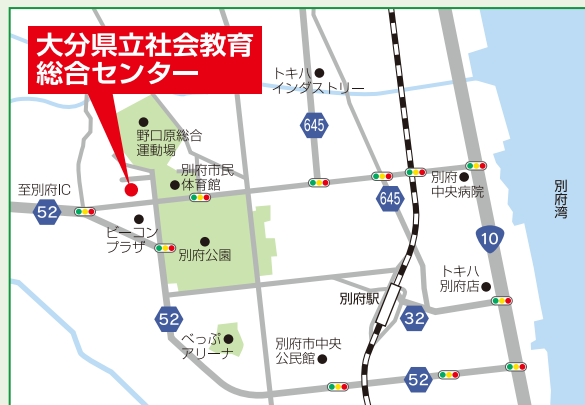 大分県立社会教育
総合センター
トキハ
インダストリー
645
野口原総合
運動場
別府市民
体育館
至別府IC
52
645
別府
中央病院
別府湾
ビーコン
プラザ
別府公園
10
トキハ
別府店
別府駅
32
52
べっぷ
アリーナ
別府市中央
公民館
52